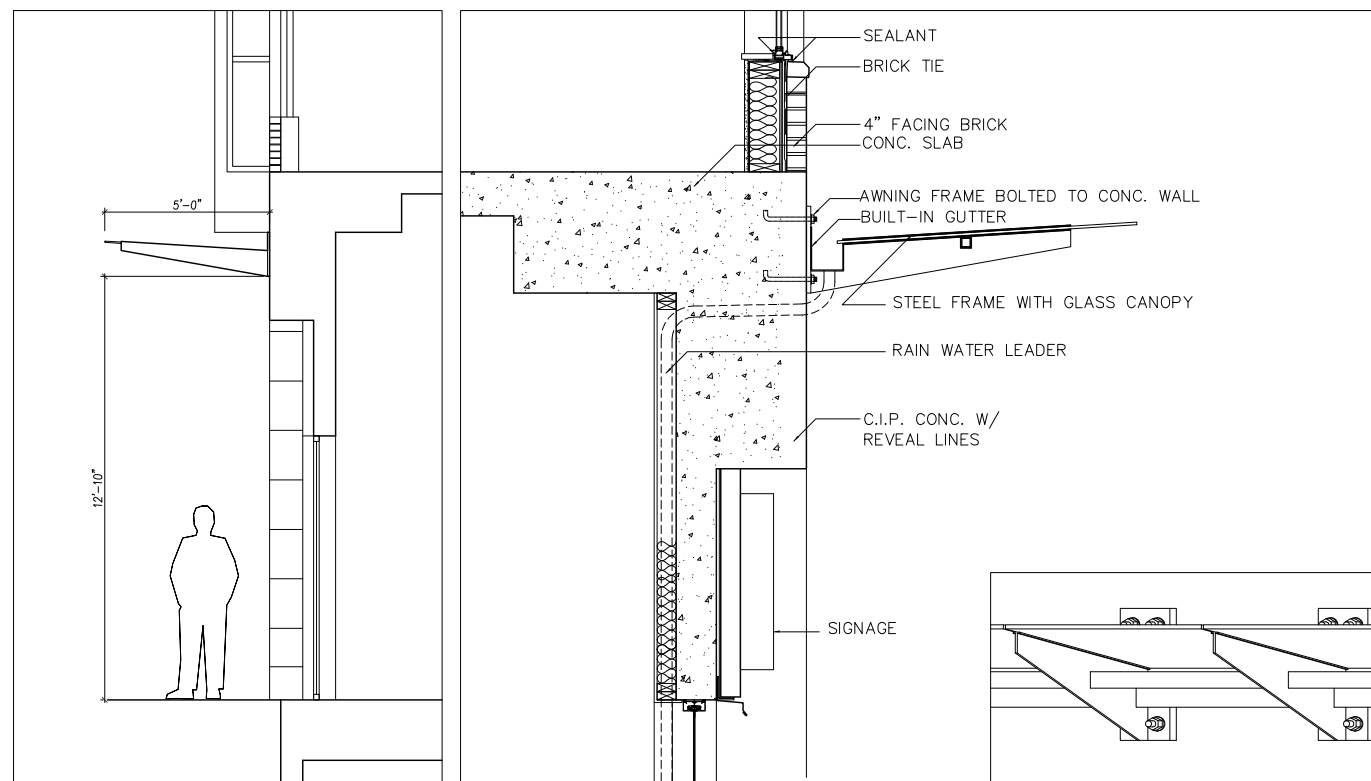 5'-0"
12'-10"
SEALANT
BRICK TIE
4" FACING BRICK
CONC. SLAB
AWNING FRAME BOLTED TO CONC. WALL
BUILT-IN GUTTER
STEEL FRAME WITH GLASS CANOPY
RAIN WATER LEADER
C.I.P. CONC. W/
REVEAL LINES
SIGNAGE